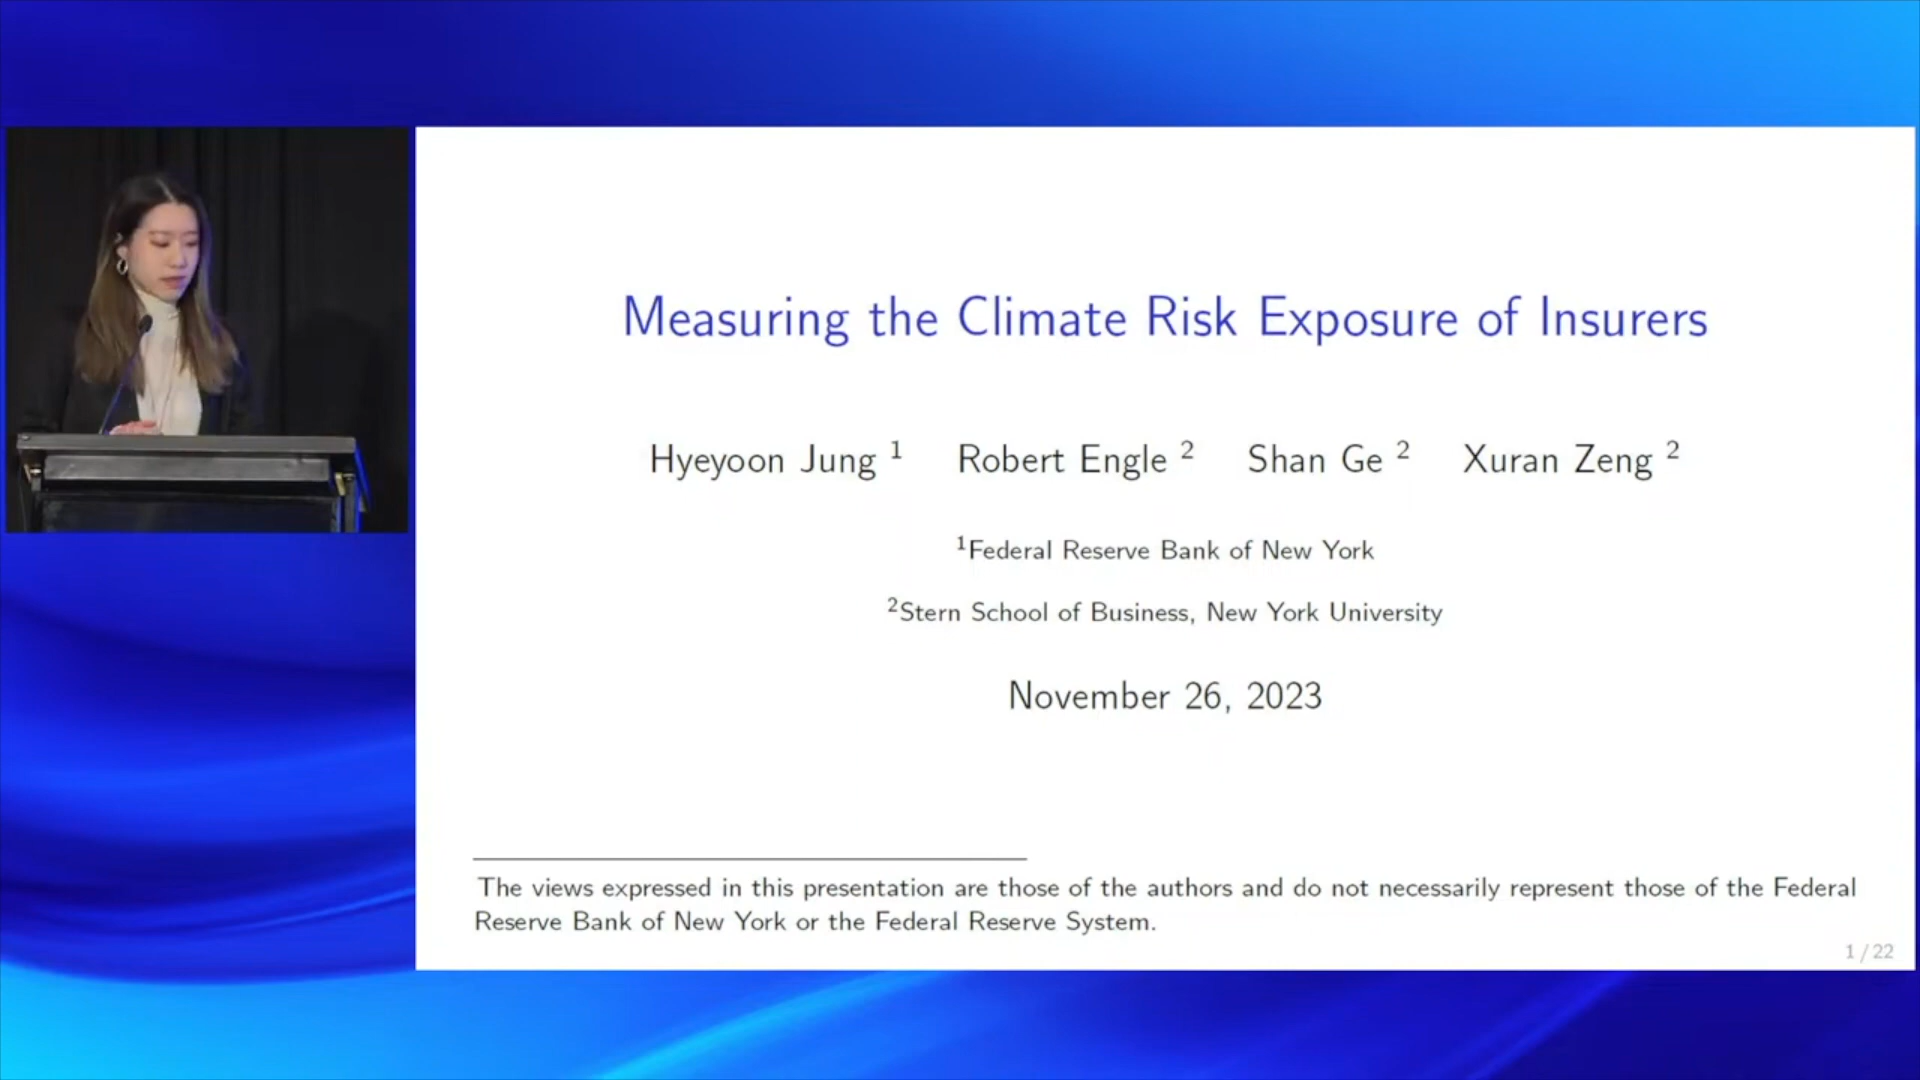 Measuring the Climate Risk Exposure of Insurers
Hyeyoon Jung ¹ Robert Engle ² Shan Ge ² Xuran Zeng ²
¹Federal Reserve Bank of New York
²Stern School of Business, New York University
November 26, 2023
The views expressed in this presentation are those of the authors and do not necessarily represent those of the Federal
Reserve Bank of New York or the Federal Reserve System.
1 / 22